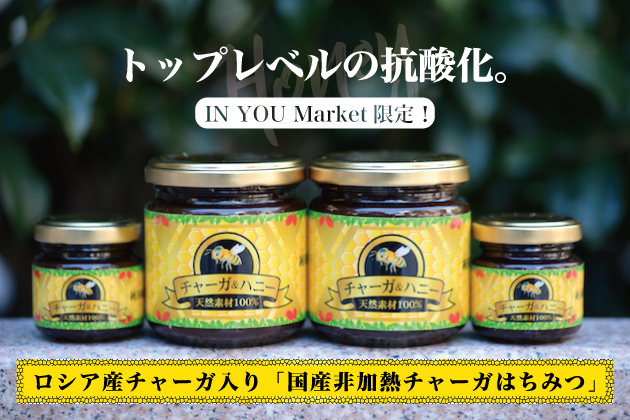 Honey
トップレベルの抗酸化。
IN YOU Market 限定！
チャーガ&ハニー
天然素材100%
チャーガ&ハニー
天然素材100%
チャーガ&ハニー
天然素材100%
チャーガ&ハニー
天然素材100%
ロシア産チャーガ入り「国産非加熱チャーガはちみつ」